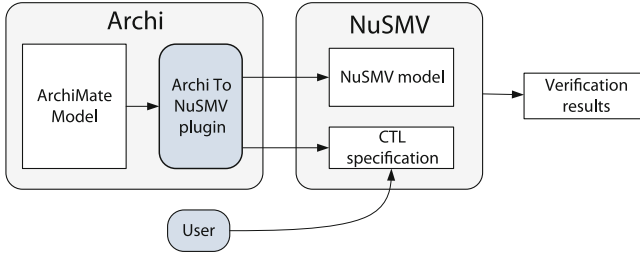 Archi
NuSMV
ArchiMate
Model
Archi To
NuSMV
plugin
NuSMV model
CTL
specification
Verification
results
User